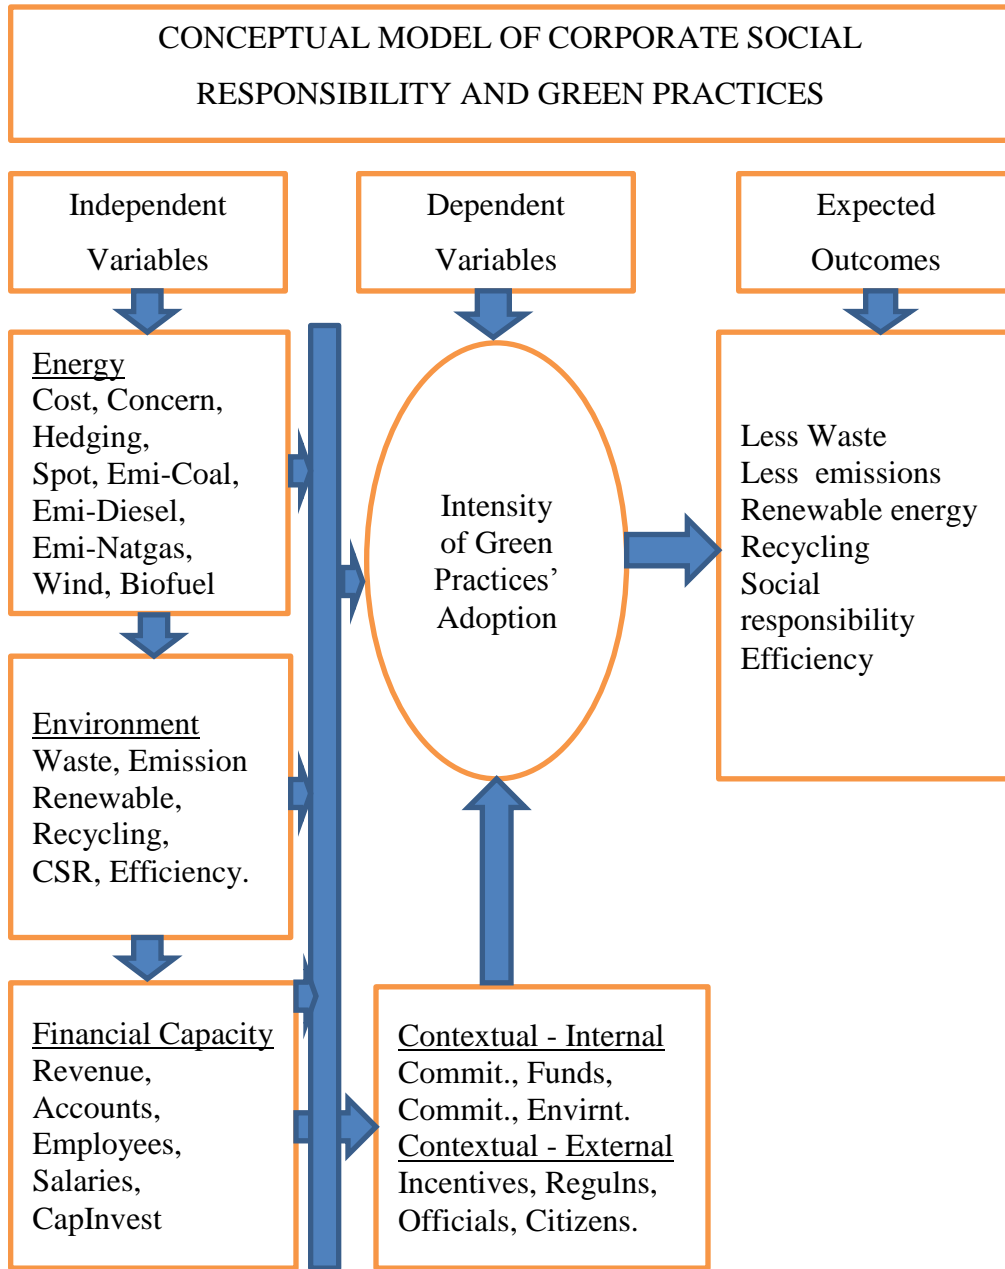 CONCEPTUAL MODEL OF CORPORATE SOCIAL
RESPONSIBILITY AND GREEN PRACTICES
Independent
Variables
Dependent
Variables
Expected
Outcomes
Energy
Cost, Concern,
Hedging,
Spot, Emi-Coal,
Emi-Diesel,
Emi-Natgas,
Wind, Biofuel
Intensity
of Green
Practices’
Adoption
Less Waste
Less  emissions
Renewable energy
Recycling
Social
responsibility
Efficiency
Environment
Waste, Emission
Renewable,
Recycling,
CSR, Efficiency.
Financial Capacity
Revenue,
Accounts,
Employees,
Salaries,
CapInvest
Contextual - Internal
Commit., Funds,
Commit., Envirnt.
Contextual - External
Incentives, Regulns,
Officials, Citizens.